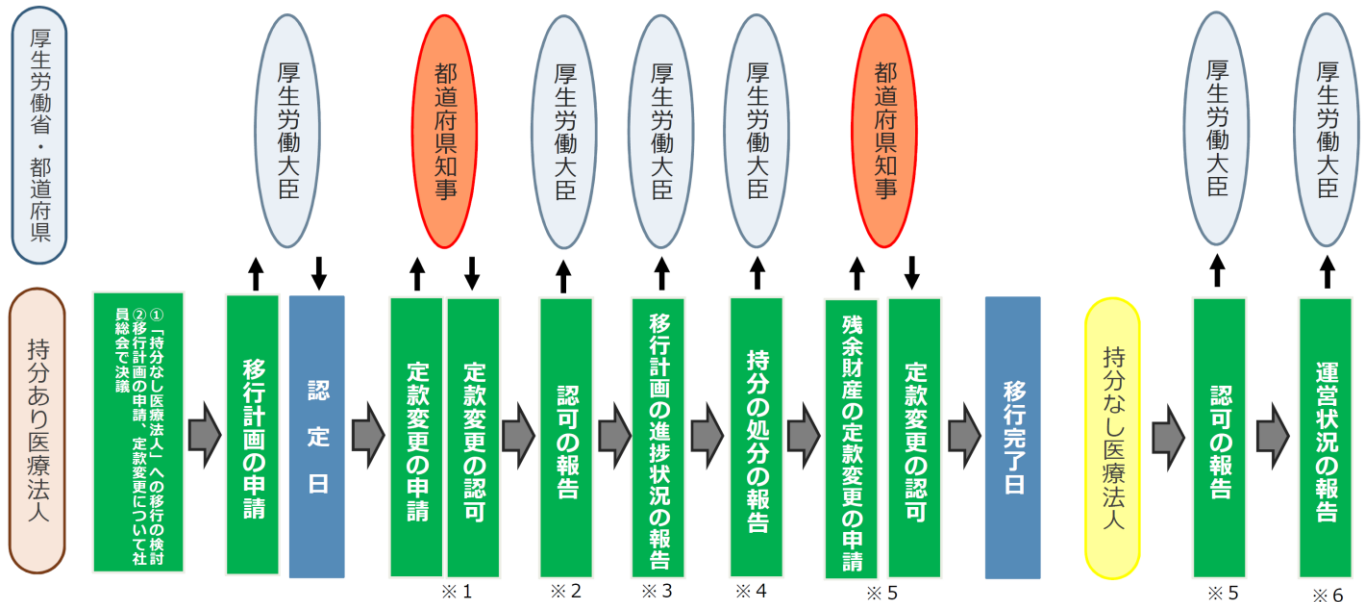 厚生労働省・都道府県
厚生労働大臣
都道府県知事
厚生労働大臣
厚生労働大臣
厚生労働大臣
都道府県知事
厚生労働大臣
厚生労働大臣
持分あり医療法人
①「持分なし医療法人」への移行の検討
②移行計画の申請、定款変更について社
員総会で決議
移行計画の申請
認定日
定款変更の申請
定款変更の認可
認可の報告
移行計画の進捗状況の報告
持分の処分の報告
残余財産の定款変更の申請
定款変更の認可
移行完了日
持分なし医療法人
認可の報告
運営状況の報告
※1
※2
※3
※4
※5
※5
※6